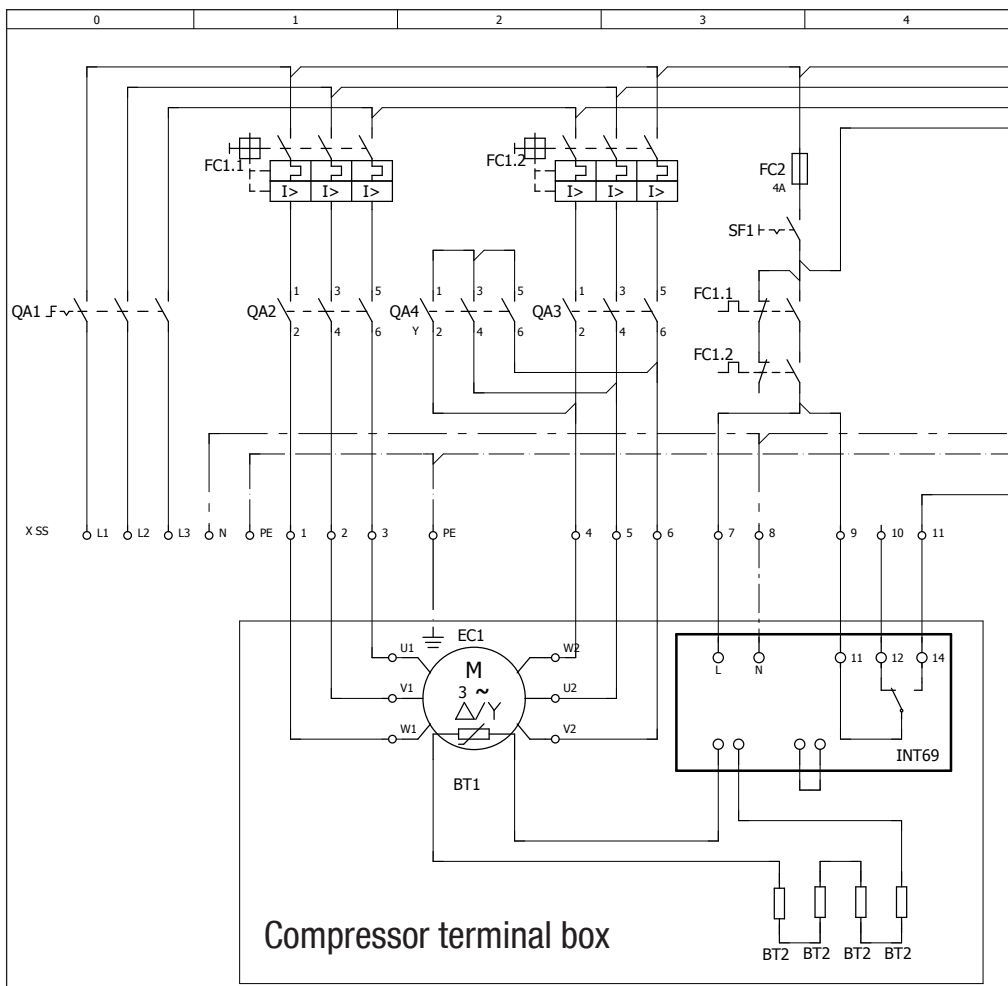 0 1 2 3 4
FC1.1 FC1.2 FC2
4A
I> I> I> I> I> I>
SF1
1 3 5 1 3 5 1 3 5 FC1.1
QA1 QA2 QA4 QA3
2 4 6 Y 2 4 6 2 4 6
FC1.2
X SS L1 L2 L3 N PE 1 2 3 PE 4 5 6 7 8 9 10 11
EC1
U1 W2
M L N 11 12 14
3 ~
V1 U2
△/Y
W1 V2
INT69
BT1
Compressor terminal box
BT2 BT2 BT2 BT2